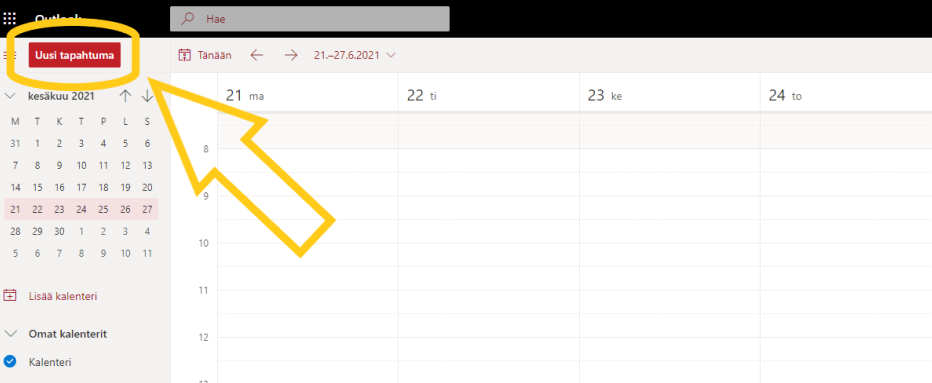 Outlook
Hae
Uusi tapahtuma
Tänään
21.–27.6.2021
kesäkuu 2021
M T K T P L S
31 1 2 3 4 5 6
7 8 9 10 11 12 13
14 15 16 17 18 19 20
21 22 23 24 25 26 27
28 29 30 1 2 3 4
5 6 7 8 9 10 11
Lisää kalenteri
Omat kalenterit
Kalenteri
21 ma
22 ti
23 ke
24 to
8
9
10
11
12
13